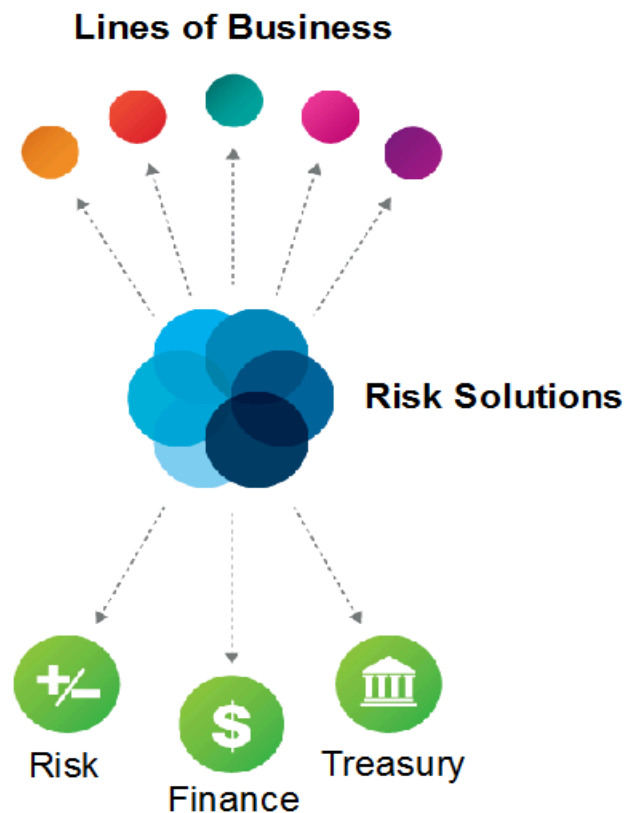 Lines of Business
Risk Solutions
$
Risk
Finance
Treasury